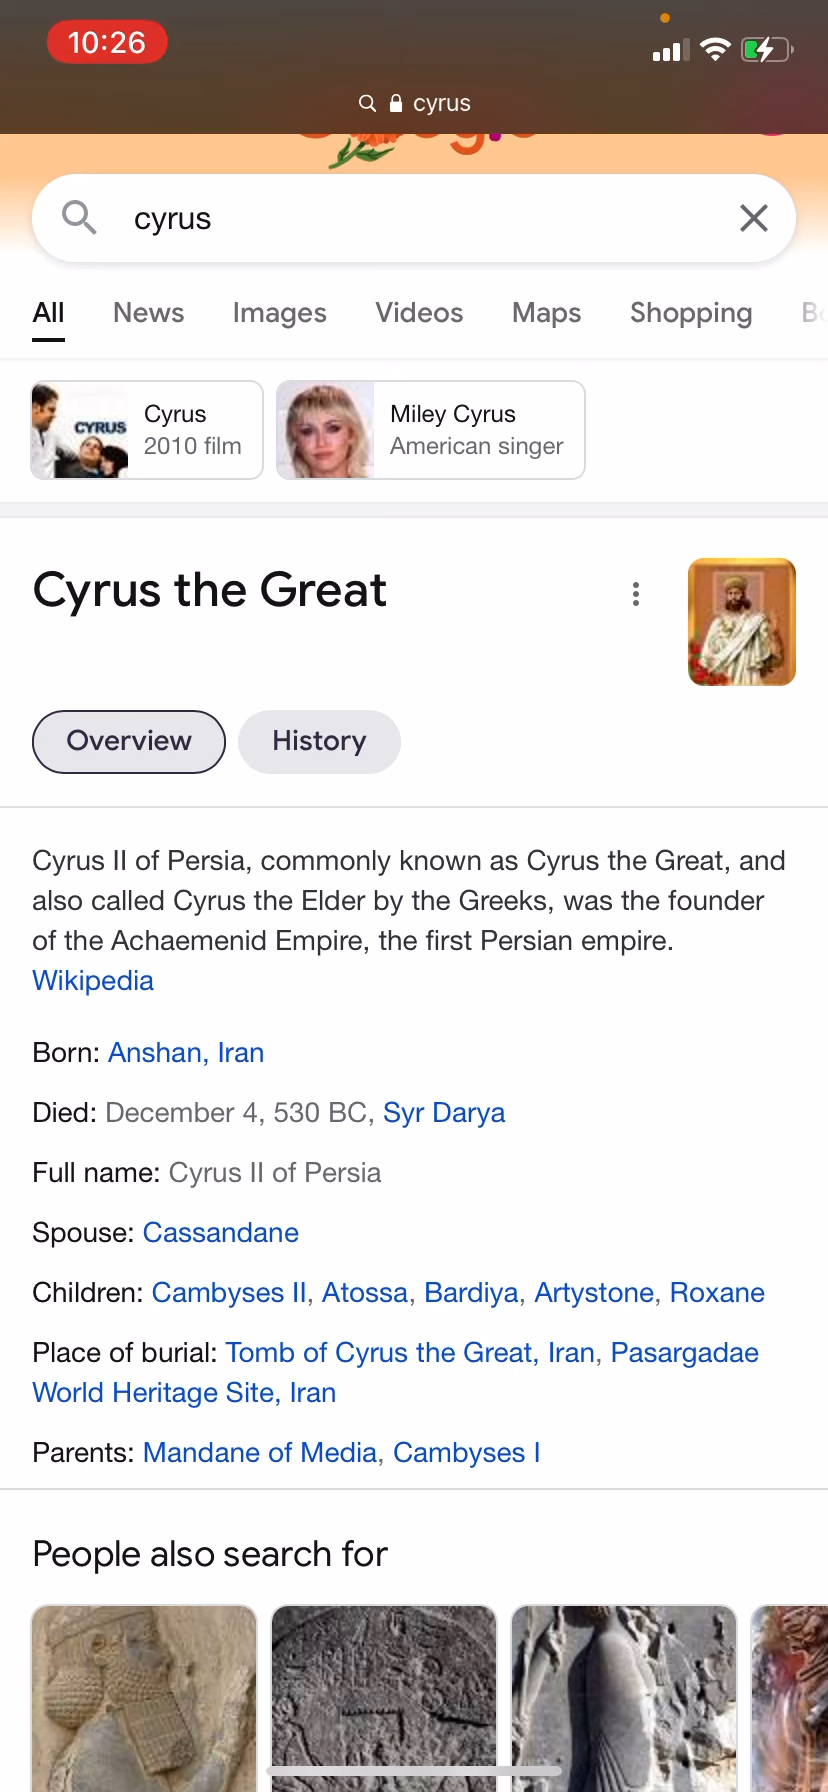 10:26
cyrus
cyrus
All News Images Videos Maps Shopping
CYRUS
Cyrus
2010 film
Miley Cyrus
American singer
Cyrus the Great
Overview History
Cyrus II of Persia, commonly known as Cyrus the Great, and
also called Cyrus the Elder by the Greeks, was the founder
of the Achaemenid Empire, the first Persian empire.
Wikipedia
Born: Anshan, Iran
Died: December 4, 530 BC, Syr Darya
Full name: Cyrus II of Persia
Spouse: Cassandane
Children: Cambyses II, Atossa, Bardiya, Artystone, Roxane
Place of burial: Tomb of Cyrus the Great, Iran, Pasargadae
World Heritage Site, Iran
Parents: Mandane of Media, Cambyses I
People also search for